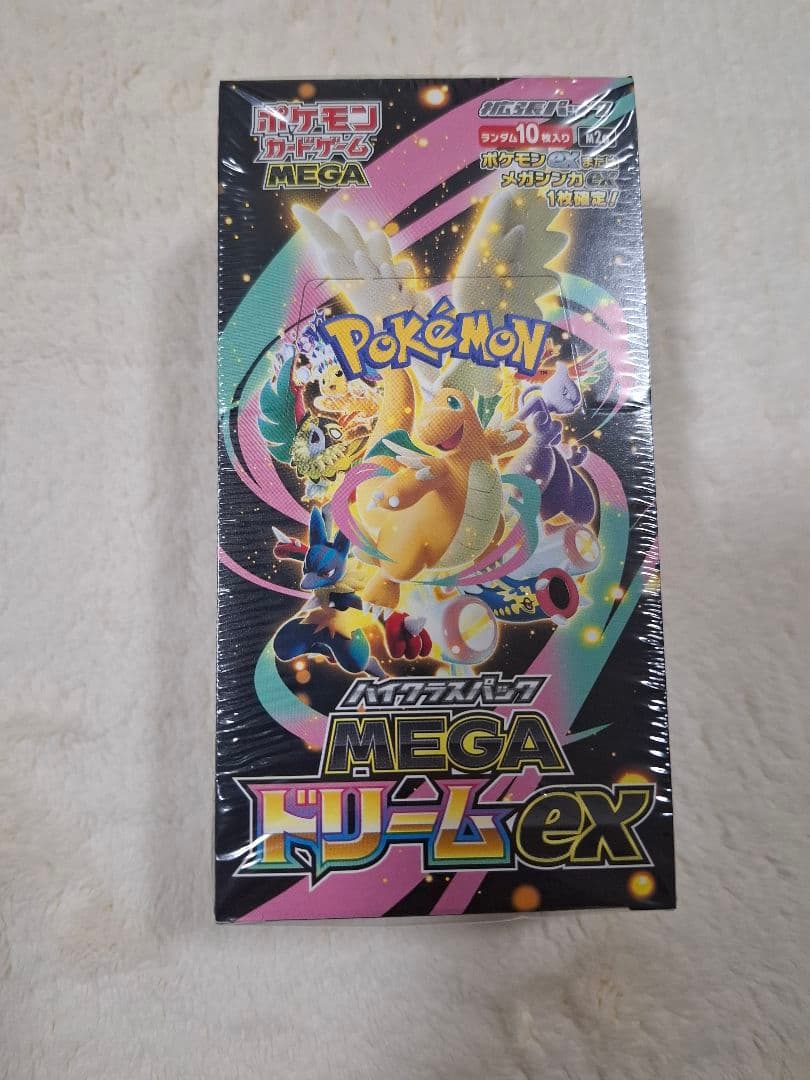 ポケモン
カードゲーム
MEGA
拡張パック
ランダム10枚入り
ポケモンexまたは
メガシンカex
1枚確定!
POKéMON
ハイクラスパック
MEGA
ドリームex